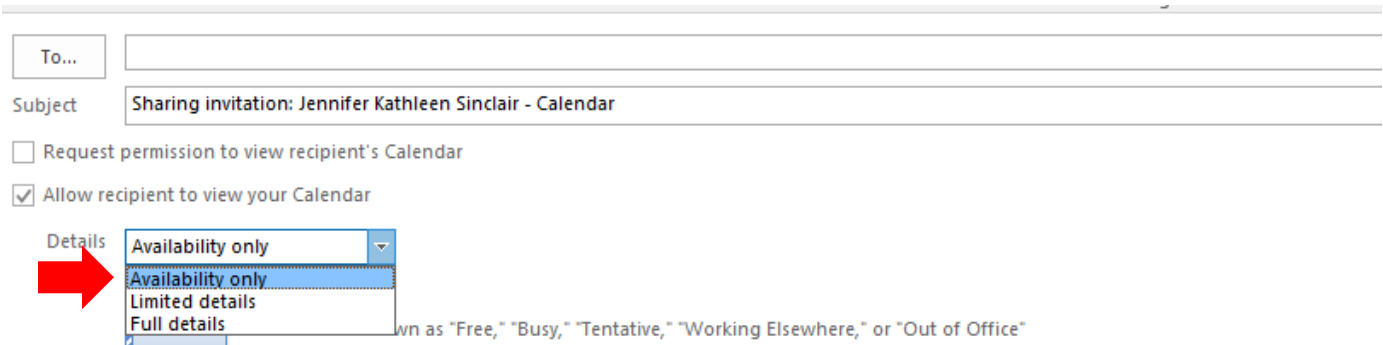 To...
Subject Sharing invitation: Jennifer Kathleen Sinclair - Calendar
Request permission to view recipient's Calendar
Allow recipient to view your Calendar
Details Availability only
Availability only
Limited details
Full details
as "Free," "Busy," "Tentative," "Working Elsewhere," or "Out of Office"